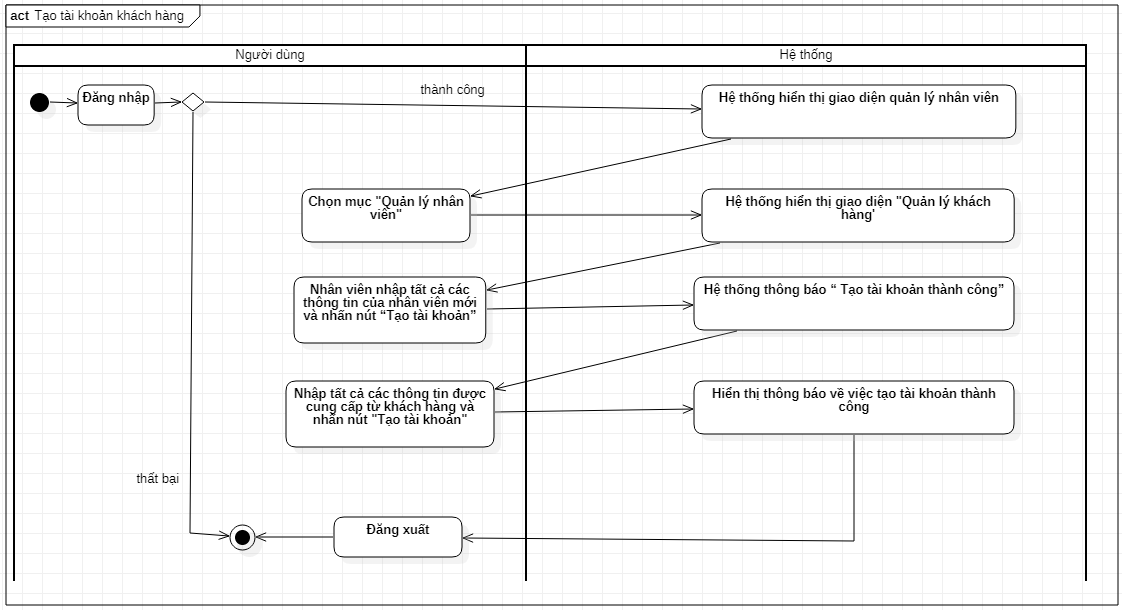 act Tạo tài khoản khách hàng
Người dùng
Hệ thống
Đăng nhập
thành công
Hệ thống hiển thị giao diện quản lý nhân viên
Chọn mục "Quản lý nhân
viên"
Hệ thống hiển thị giao diện "Quản lý khách
hàng'
Nhân viên nhập tất cả các
thông tin của nhân viên mới
và nhấn nút “Tạo tài khoản”
Hệ thống thông báo “ Tạo tài khoản thành công”
Nhập tất cả các thông tin được
cung cấp từ khách hàng và
nhấn nút "Tạo tài khoản"
Hiển thị thông báo về việc tạo tài khoản thành
công
thất bại
Đăng xuất